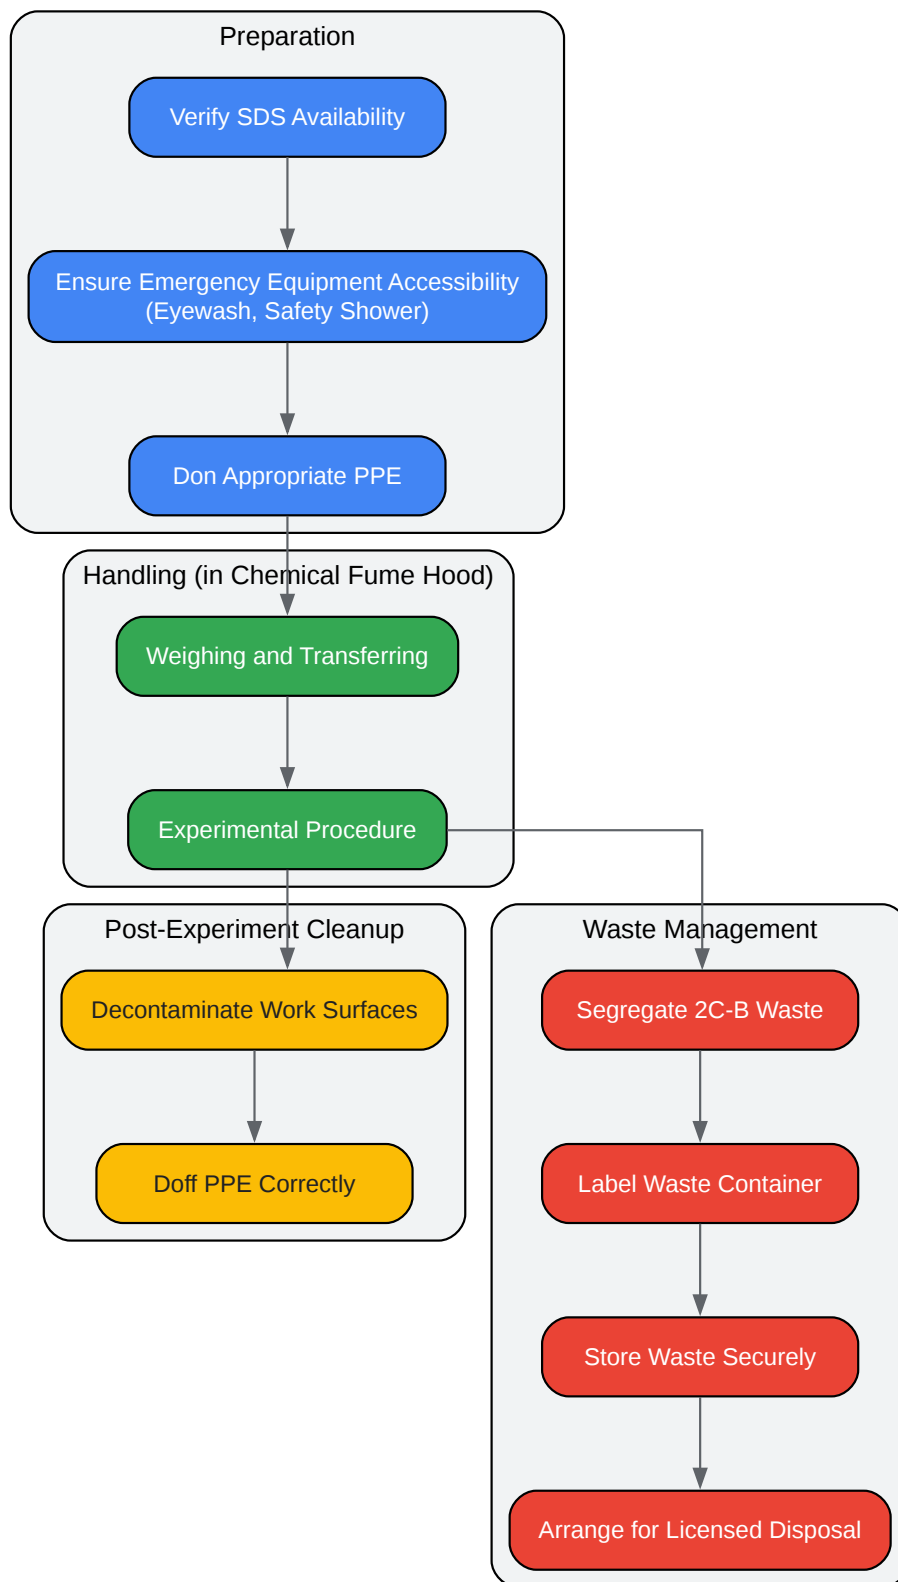 Preparation
Verify SDS Availability
Ensure Emergency Equipment Accessibility
(Eyewash, Safety Shower)
Don Appropriate PPE
Handling (in Chemical Fume Hood)
Weighing and Transferring
Experimental Procedure
Post-Experiment Cleanup
Decontaminate Work Surfaces
Doff PPE Correctly
Waste Management
Segregate 2C-B Waste
Label Waste Container
Store Waste Securely
Arrange for Licensed Disposal